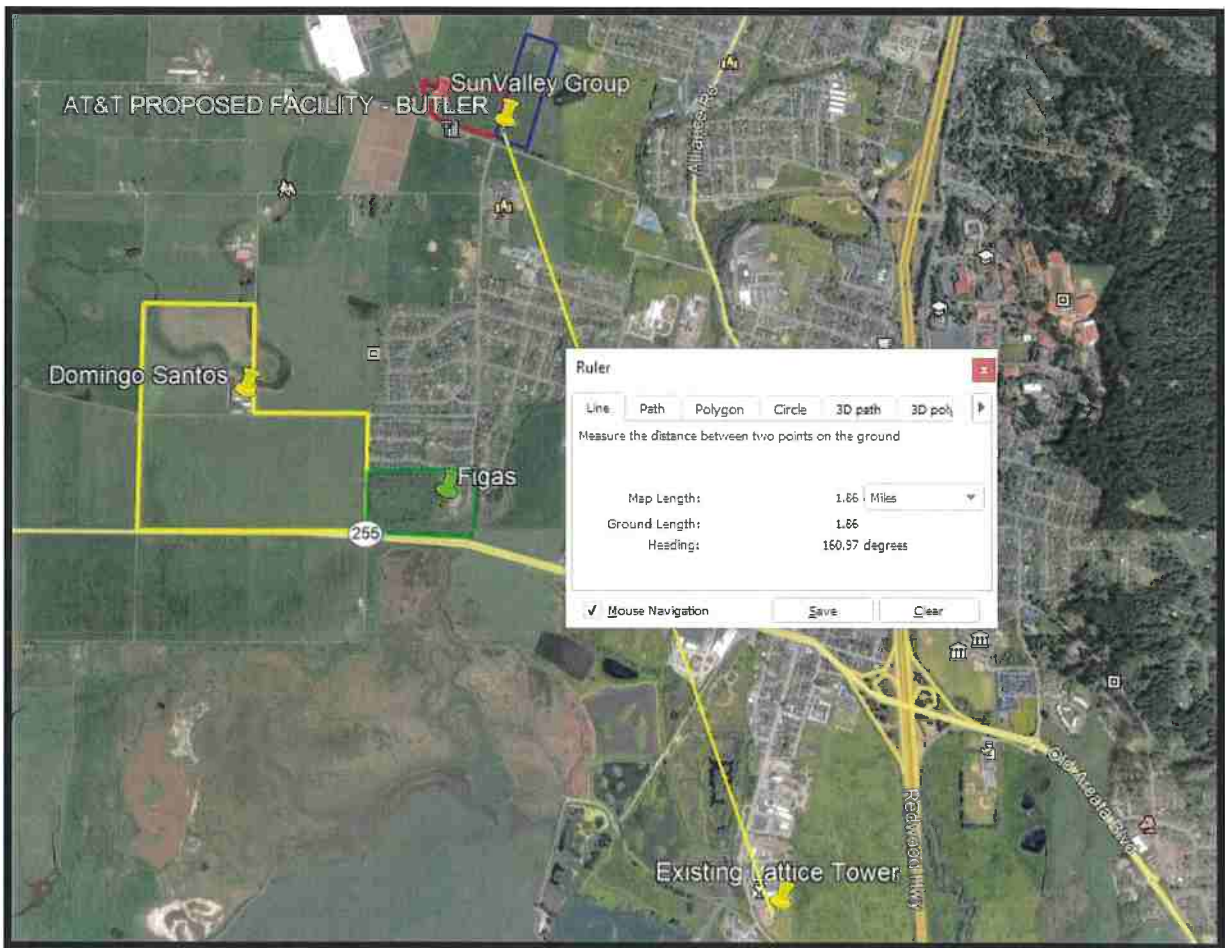 SunValley Group
AT&T PROPOSED FACILITY - BUTLER
Alliance Rd
Domingo Santos
Figas
255
Ruler
Line
Path
Polygon
Circle
3D path
3D poly
Measure the distance between two points on the ground
Map Length: 1.86 Miles
Ground Length: 1.86
Heading: 160.97 degrees
Mouse Navigation
Save
Clear
Existing Lattice Tower
Redwood Hwy
Old Arcata Blvd